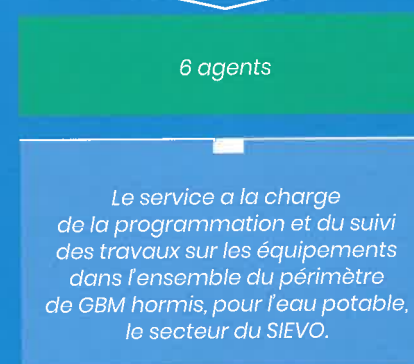 6 agents
Le service a la charge
de la programmation et du suivi
des travaux sur les équipements
dans l'ensemble du périmètre
de GBM hormis, pour l'eau potable,
le secteur du SIEVO.